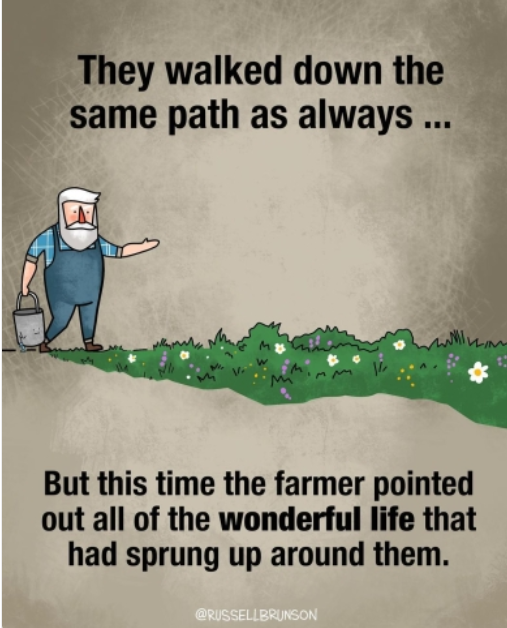 They walked down the
same path as always ...
But this time the farmer pointed
out all of the wonderful life that
had sprung up around them.
@RUSSELLBRUNSON